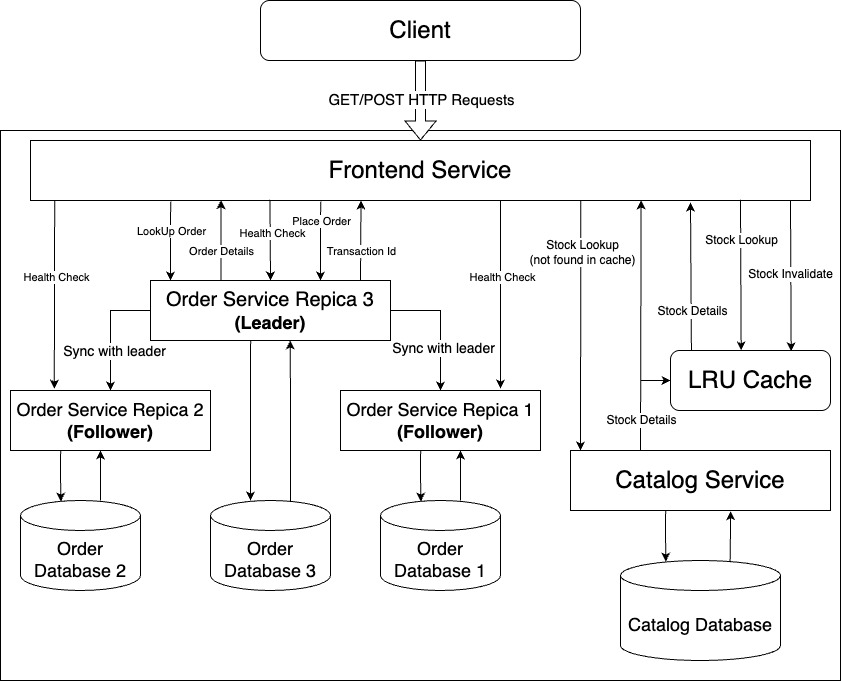 Client
GET/POST HTTP Requests
Frontend Service
LookUp Order
Order Details
Health Check
Place Order
Transaction Id
Health Check
Health Check
Stock Lookup
(not found in cache)
Stock Lookup
Stock Invalidate
Stock Details
Order Service Replica 3
(Leader)
Sync with leader
Sync with leader
LRU Cache
Order Service Replica 2
(Follower)
Order Service Replica 1
(Follower)
Stock Details
Catalog Service
Order
Database 2
Order
Database 3
Order
Database 1
Catalog Database